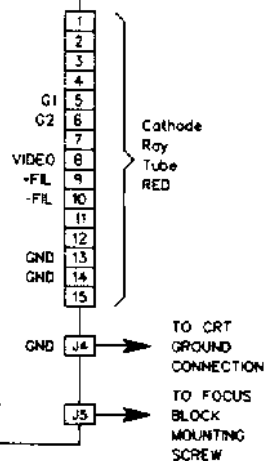 1
2
3
4
G1 5
G2 6
7
VIDEO 8
+FIL 9
-FIL 10
11
12
GND 13
GND 14
15
Cathode
Ray
Tube
RED
GND J4
TO CRT
GROUND
CONNECTION
J5
TO FOCUS
BLOCK
MOUNTING
SCREW